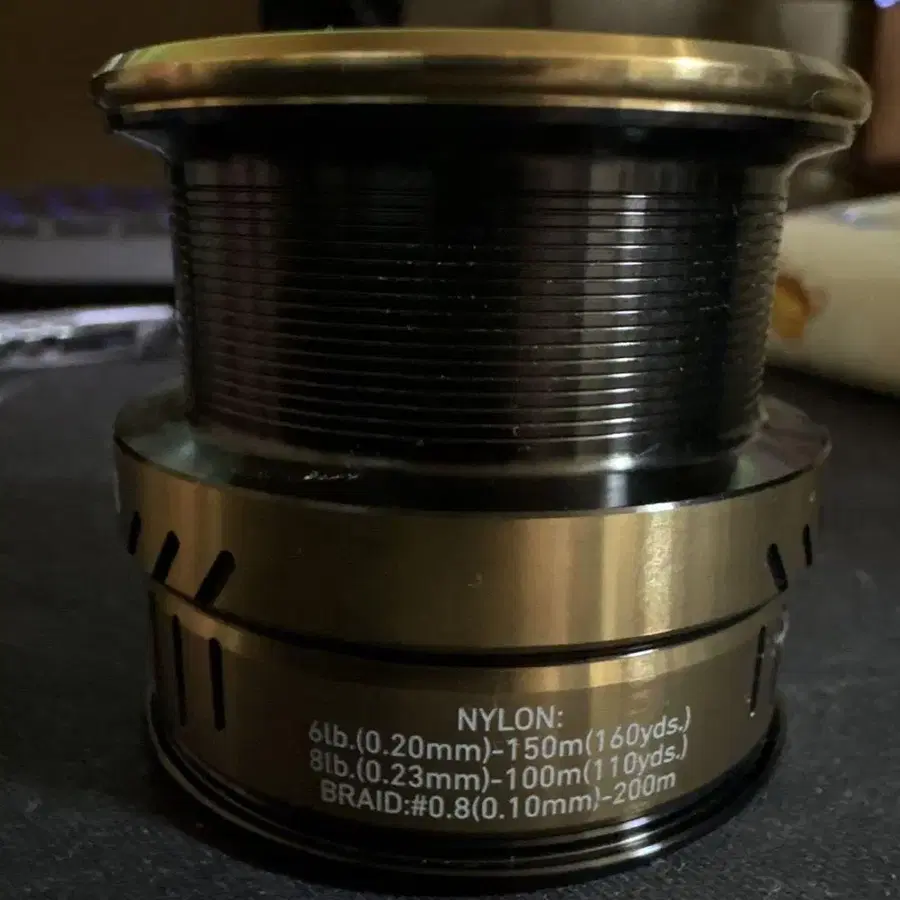 NYLON:
6lb.(0.20mm)-150m(160yds.)
8lb.(0.23mm)-100m(110yds.)
BRAID:#0.8(0.10mm)-200m